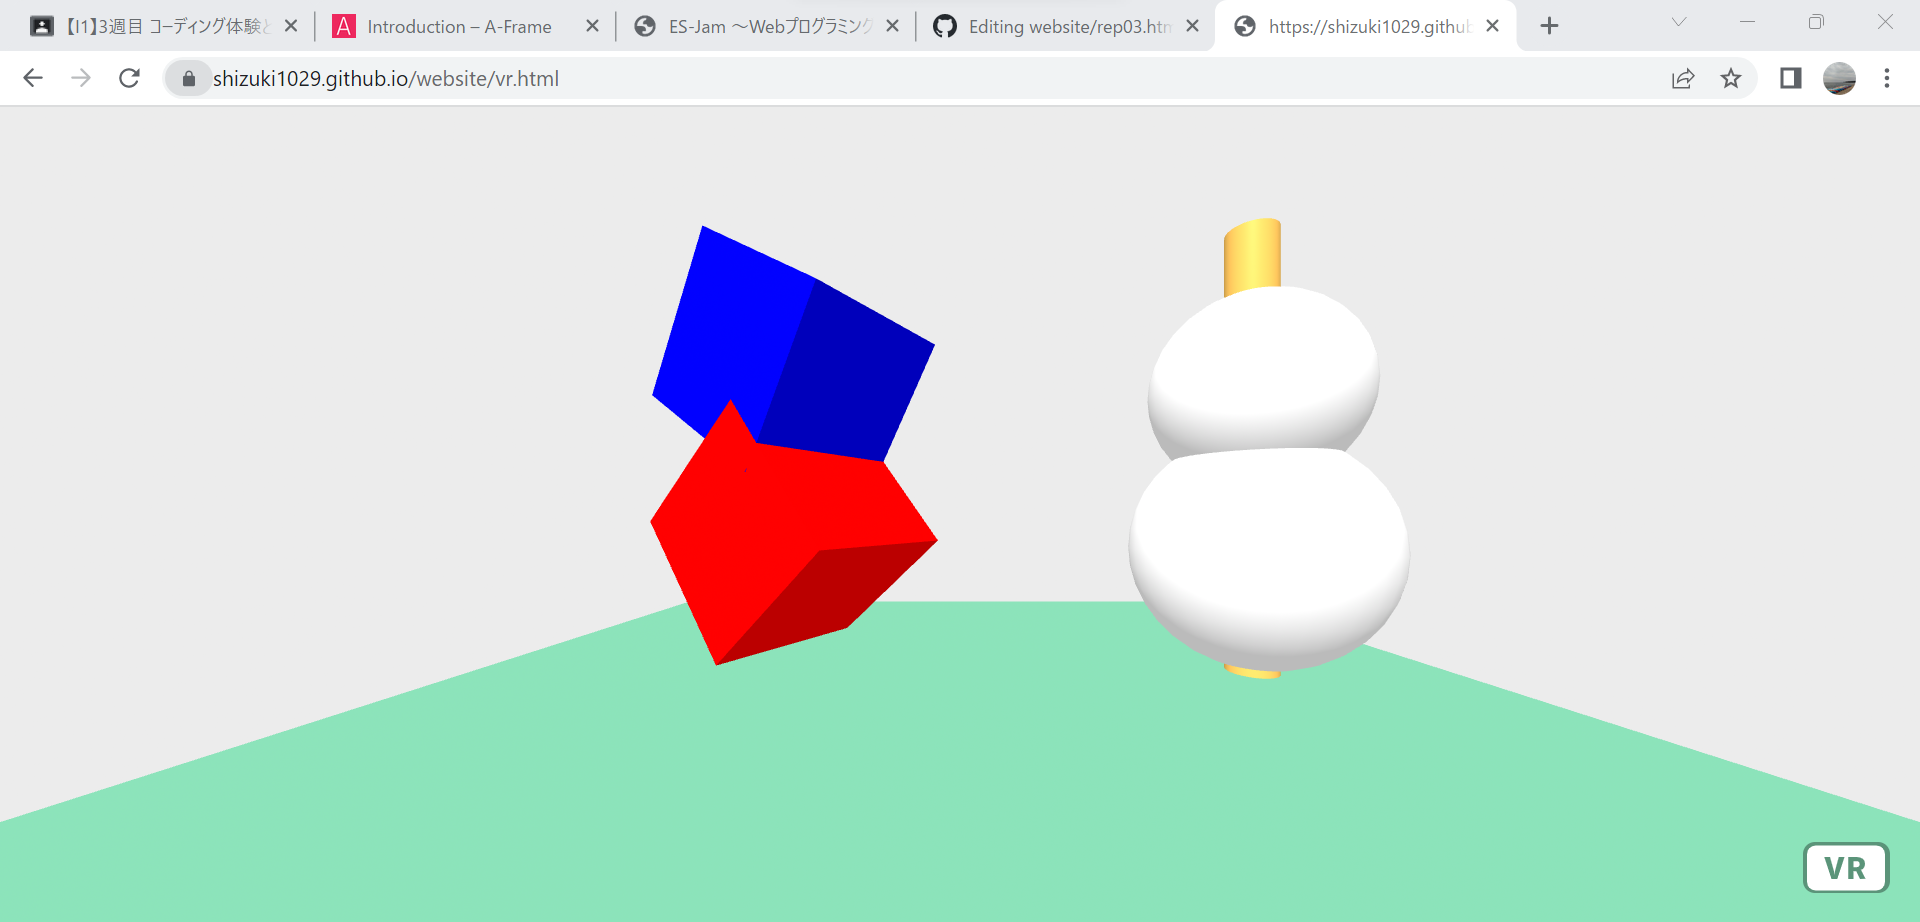 【I1】3週目 コーディング体験と
Introduction – A-Frame
ES-Jam ～Webプログラミング
Editing website/rep03.htm
https://shizuki1029.githu
shizuki1029.github.io/website/vr.html
VR